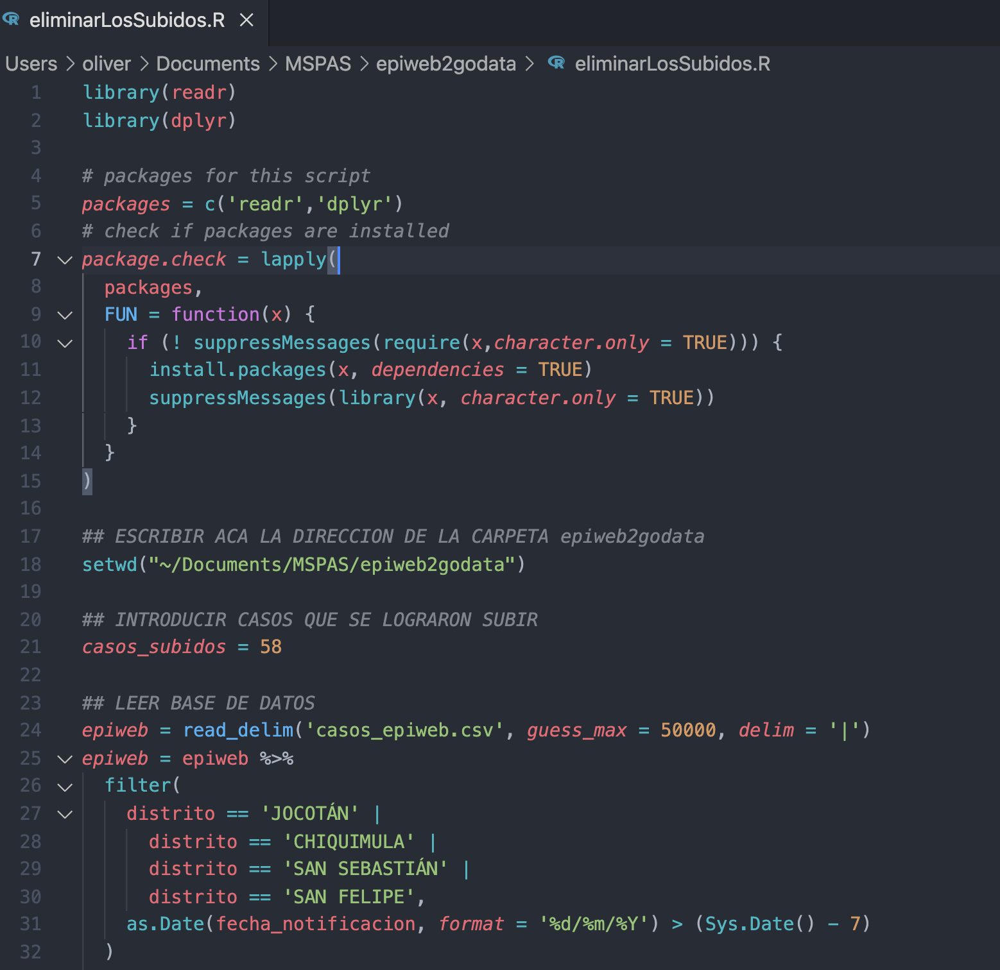 eliminarLosSubidos.R
Users > oliver > Documents > MSPAS > epiweb2godata > eliminarLosSubidos.R
1 library(readr)
2 library(dplyr)
3
4 # packages for this script
5 packages = c('readr','dplyr')
6 # check if packages are installed
7 package.check = lapply(
8   packages,
9   FUN = function(x) {
10     if (! suppressMessages(require(x,character.only = TRUE))) {
11       install.packages(x, dependencies = TRUE)
12       suppressMessages(library(x, character.only = TRUE))
13     }
14   }
15 )
16
17 ## ESCRIBIR ACA LA DIRECCION DE LA CARPETA epiweb2godata
18 setwd("~/Documents/MSPAS/epiweb2godata")
19
20 ## INTRODUCIR CASOS QUE SE LOGRARON SUBIR
21 casos_subidos = 58
22
23 ## LEER BASE DE DATOS
24 epiweb = read_delim('casos_epiweb.csv', guess_max = 50000, delim = '|')
25 epiweb = epiweb %>%
26   filter(
27     distrito == 'JOCOTÁN' |
28       distrito == 'CHIQUIMULA' |
29       distrito == 'SAN SEBASTIÁN' |
30       distrito == 'SAN FELIPE',
31     as.Date(fecha_notificacion, format = '%d/%m/%Y') > (Sys.Date() - 7)
32   )